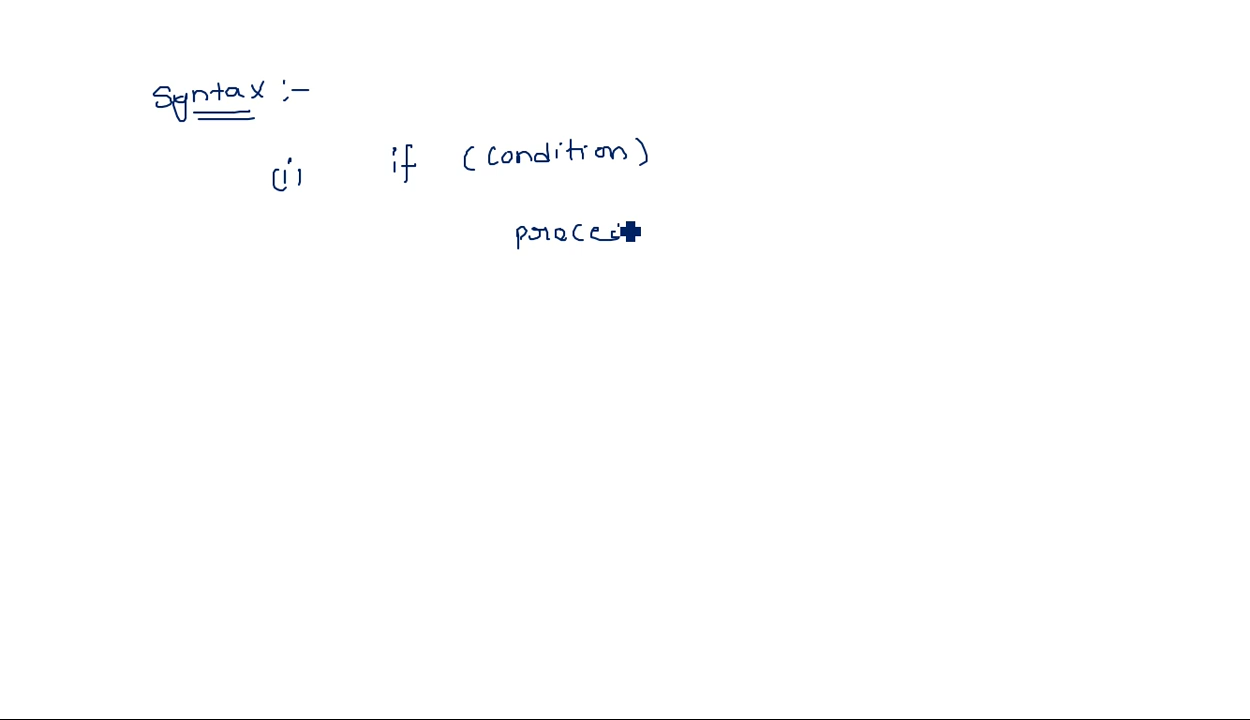 Syntax :-
(i) if (condition)
proce